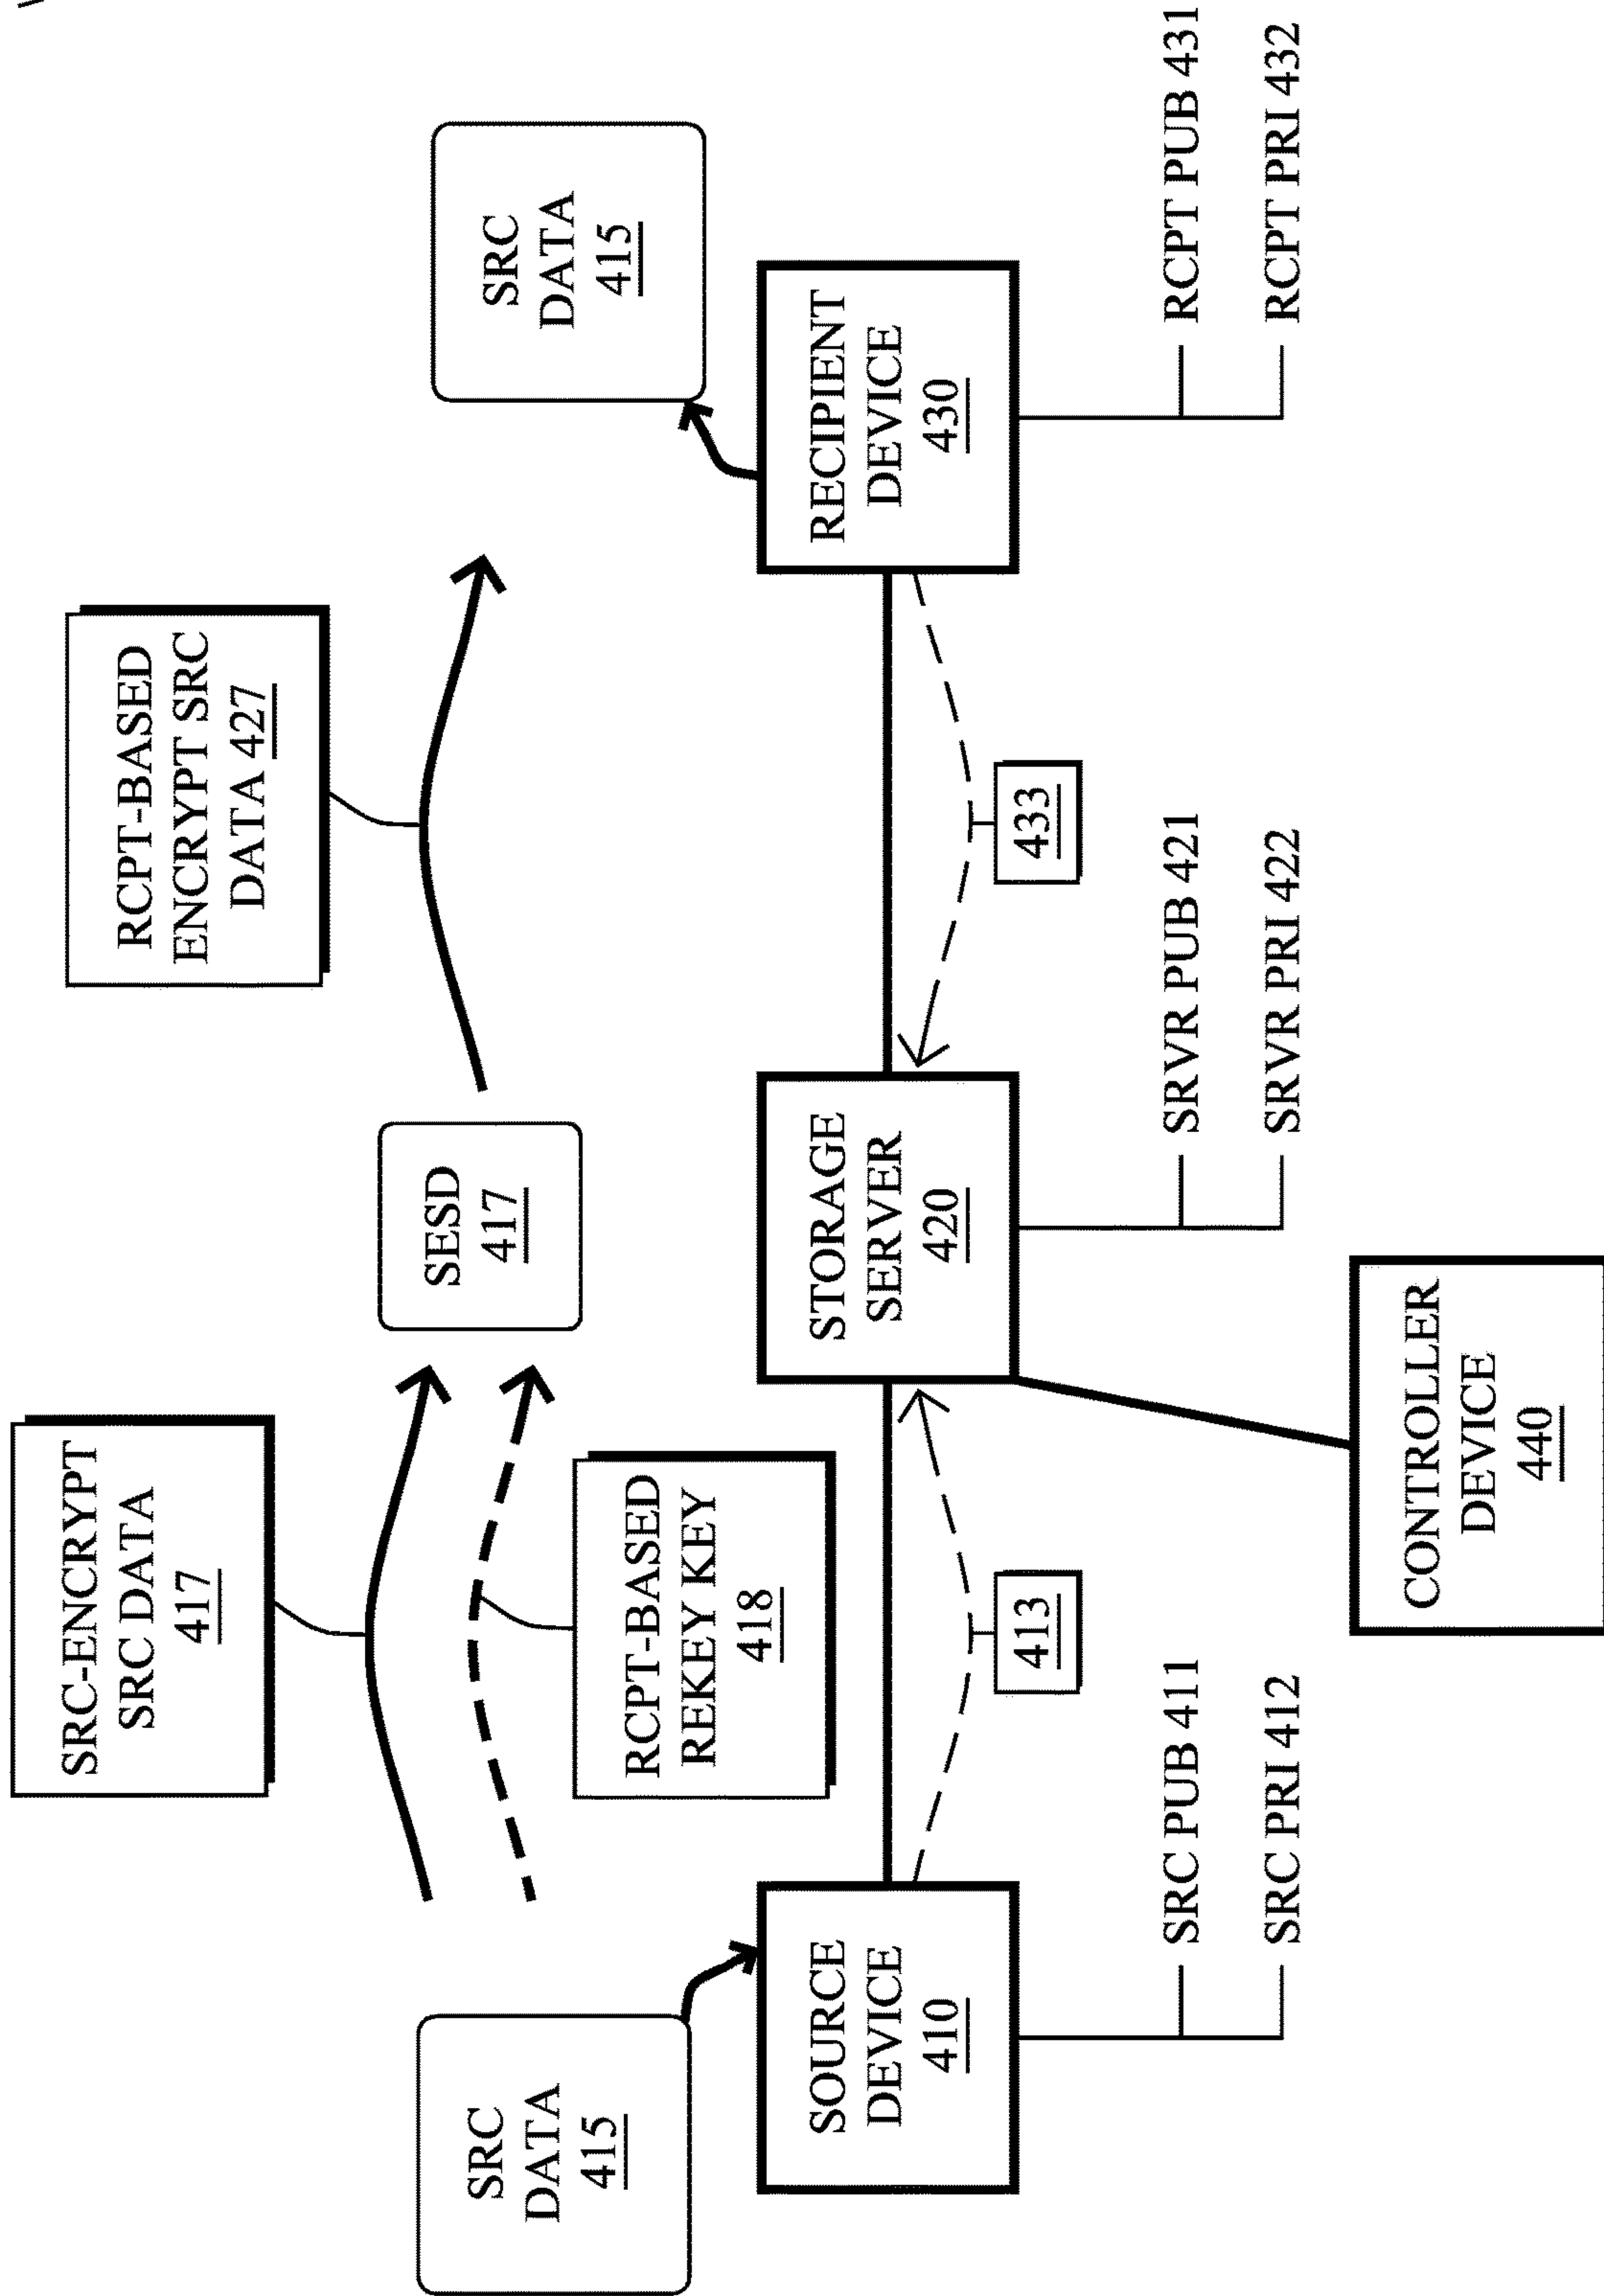 SRC-ENCRYPT
SRC DATA
417
RCPT-BASED
ENCRYPT SRC
DATA 427
SRC
DATA
415
SESD
417
SRC
DATA
415
RCPT-BASED
REKEY KEY
418
SOURCE
DEVICE
410
STORAGE
SERVER
420
RECIPIENT
DEVICE
430
413
433
SRC PUB 411
SRC PRI 412
SRVR PUB 421
SRVR PRI 422
RCPT PUB 431
RCPT PRI 432
CONTROLLER
DEVICE
440